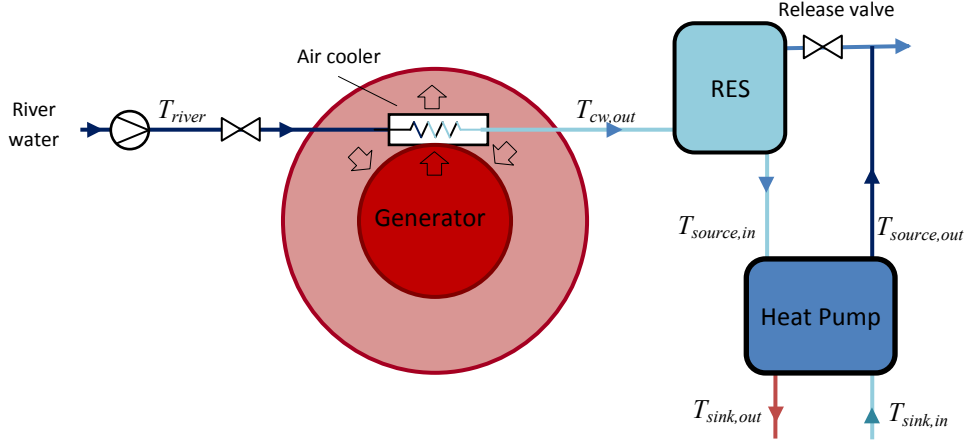 Release valve
Air cooler
River
water
T_river
T_cw,out
RES
Generator
T_source,in
T_source,out
Heat Pump
T_sink,out
T_sink,in